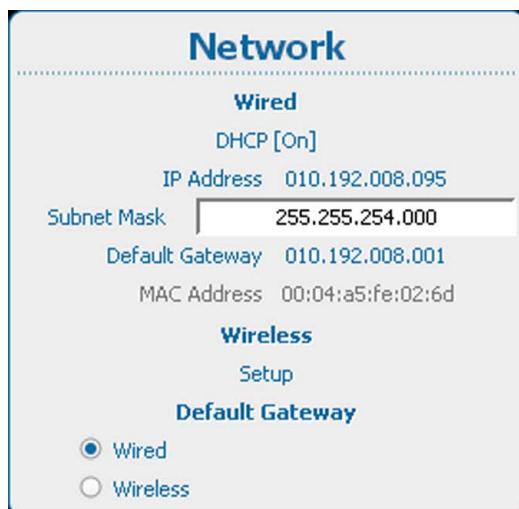 Network
Wired
DHCP [On]
IP Address 010.192.008.095
Subnet Mask 255.255.254.000
Default Gateway 010.192.008.001
MAC Address 00:04:a5:fe:02:6d
Wireless
Setup
Default Gateway
Wired
Wireless